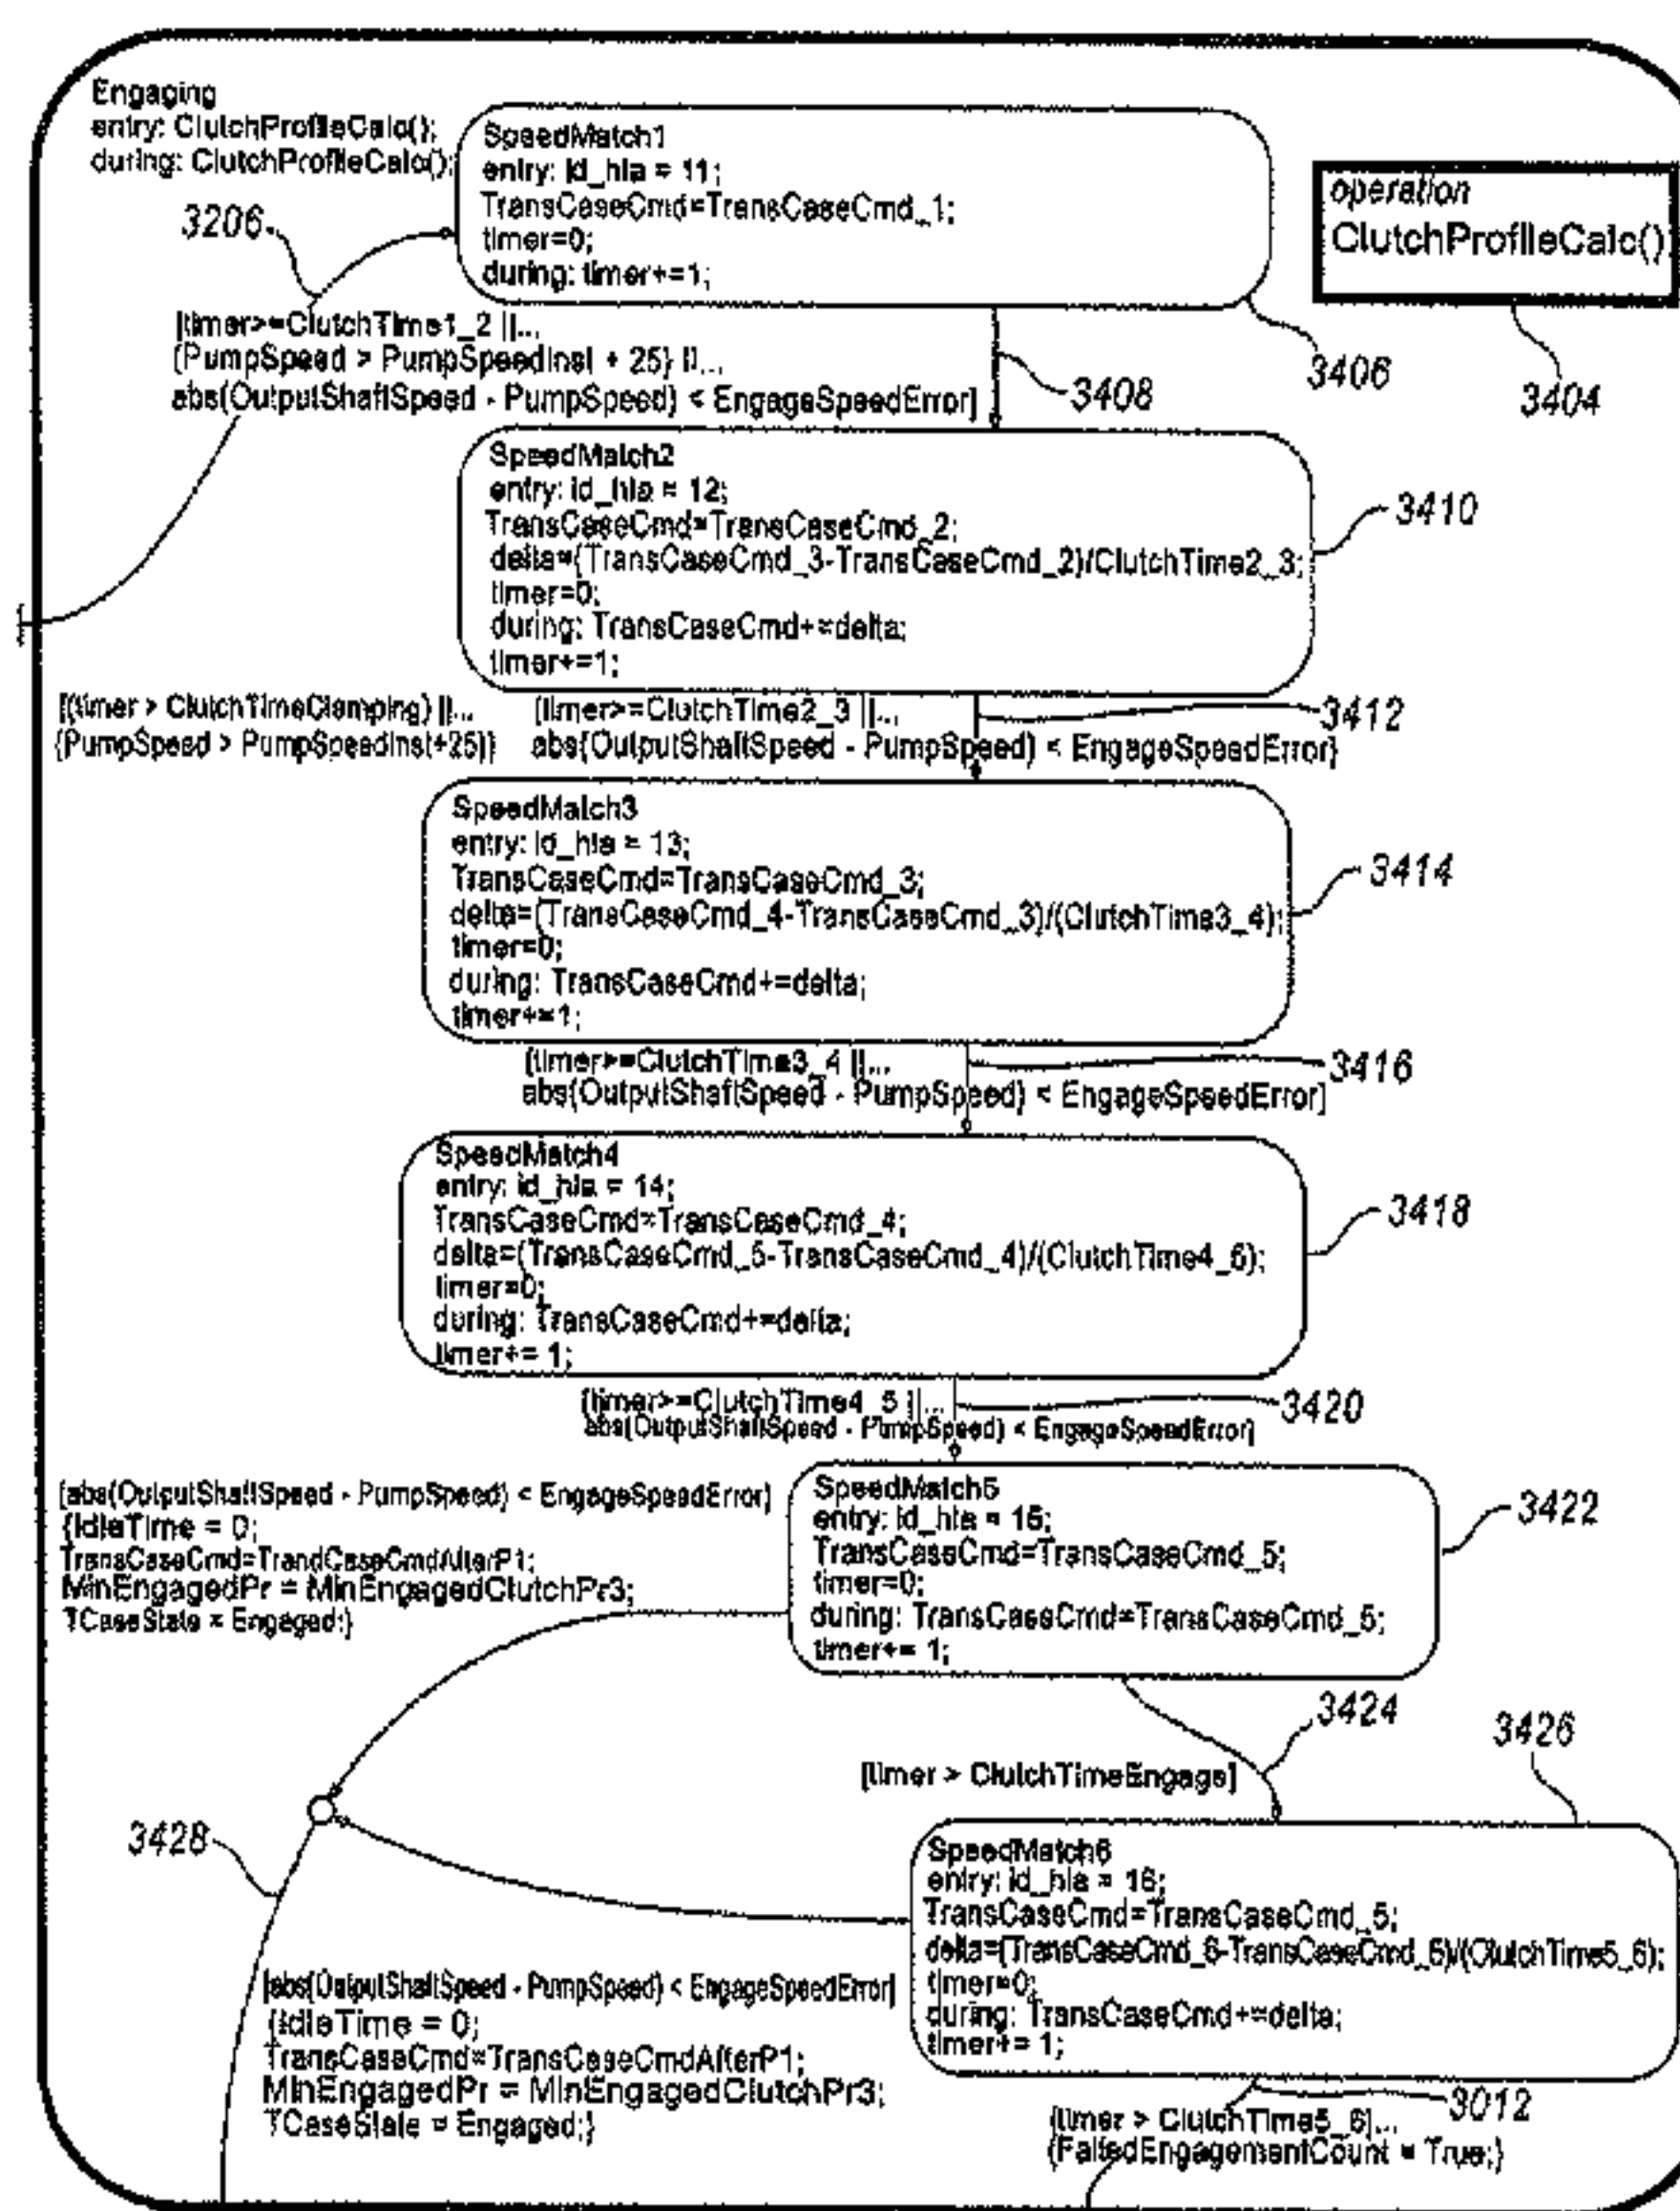 Engaging
entry: ClutchProfileCalc();
during: ClutchProfileCalc();
SpeedMatch1
entry: id_hla = 11;
TransCaseCmd=TransCaseCmd_1;
timer=0;
during: timer+=1;
operation
ClutchProfileCalc()
3206
3406
3404
[timer>=ClutchTime1_2 ||...
(PumpSpeed > PumpSpeedInst + 25) ||...
abs(OutputShaftSpeed - PumpSpeed) < EngageSpeedError]
3408
SpeedMatch2
entry: id_hla = 12;
TransCaseCmd=TransCaseCmd_2;
delta=(TransCaseCmd_3-TransCaseCmd_2)/ClutchTime2_3;
timer=0;
during: TransCaseCmd+=delta;
timer+=1;
3410
[(timer > ClutchTimeClamping) ||...
(PumpSpeed > PumpSpeedInst+25)]
[timer>=ClutchTime2_3 ||...
abs(OutputShaftSpeed - PumpSpeed) < EngageSpeedError]
3412
SpeedMatch3
entry: id_hla = 13;
TransCaseCmd=TransCaseCmd_3;
delta=(TransCaseCmd_4-TransCaseCmd_3)/(ClutchTime3_4);
timer=0;
during: TransCaseCmd+=delta;
timer+=1;
3414
[timer>=ClutchTime3_4 ||...
abs(OutputShaftSpeed - PumpSpeed) < EngageSpeedError]
3416
SpeedMatch4
entry: id_hla = 14;
TransCaseCmd=TransCaseCmd_4;
delta=(TransCaseCmd_5-TransCaseCmd_4)/(ClutchTime4_5);
timer=0;
during: TransCaseCmd+=delta;
timer+= 1;
3418
[timer>=ClutchTime4_5 ||...
abs(OutputShaftSpeed - PumpSpeed) < EngageSpeedError]
3420
[abs(OutputShaftSpeed - PumpSpeed) < EngageSpeedError]
{IdleTime = 0;
TransCaseCmd=TrandCaseCmdAfterP1;
MinEngagedPr = MinEngagedClutchPr3;
TCaseState = Engaged;}
SpeedMatch5
entry: id_hla = 15;
TransCaseCmd=TransCaseCmd_5;
timer=0;
during: TransCaseCmd=TransCaseCmd_5;
timer+= 1;
3422
3424
[timer > ClutchTimeEngage]
3426
3428
SpeedMatch6
entry: id_hla = 16;
TransCaseCmd=TransCaseCmd_5;
delta=(TransCaseCmd_6-TransCaseCmd_5)/(ClutchTime5_6);
timer=0;
during: TransCaseCmd+=delta;
timer+= 1;
[abs(OutputShaftSpeed - PumpSpeed) < EngageSpeedError]
{IdleTime = 0;
TransCaseCmd=TransCaseCmdAfterP1;
MinEngagedPr = MinEngagedClutchPr3;
TCaseState = Engaged;}
3012
[timer > ClutchTime5_6]...
{FailedEngagementCount = True;}